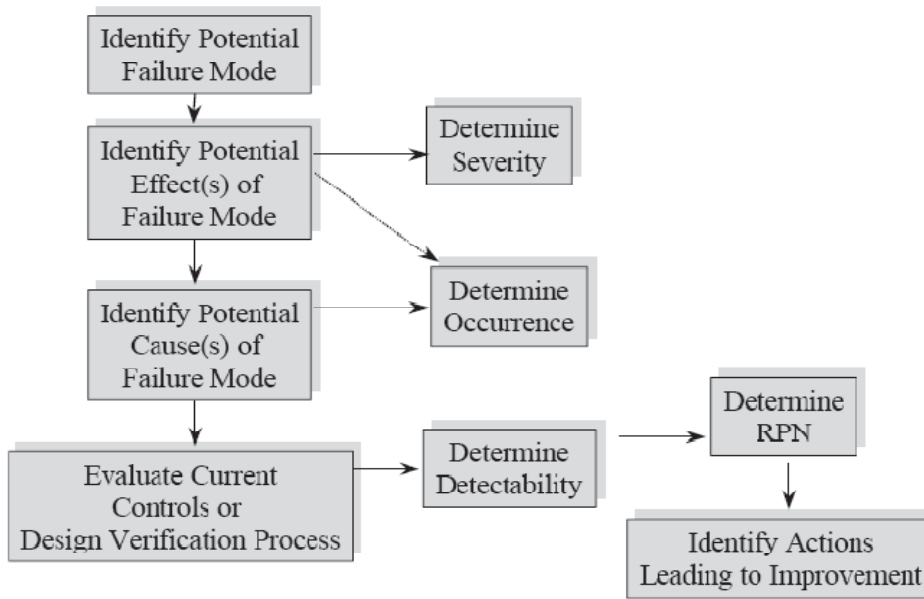 Identify Potential
Failure Mode
Identify Potential
Effect(s) of
Failure Mode
Determine
Severity
Identify Potential
Cause(s) of
Failure Mode
Determine
Occurrence
Evaluate Current
Controls or
Design Verification Process
Determine
Detectability
Determine
RPN
Identify Actions
Leading to Improvement